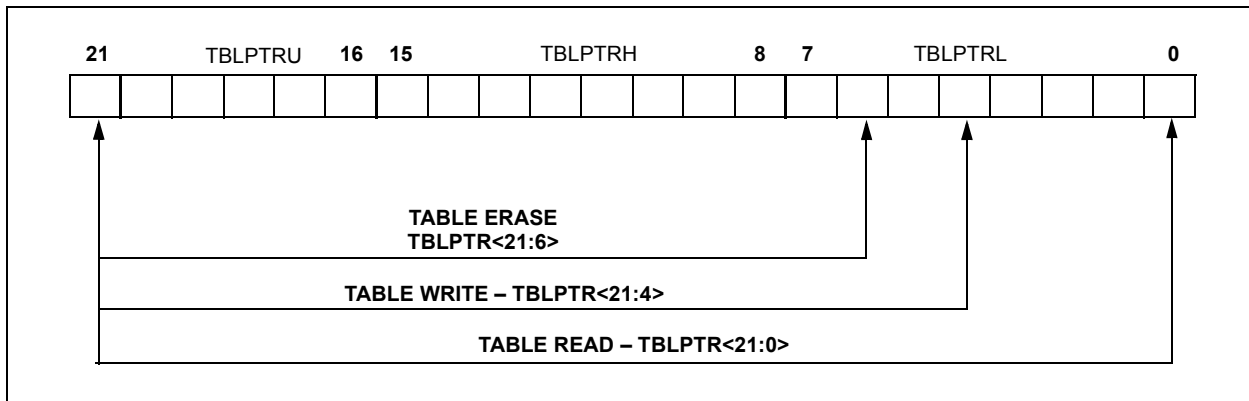 21 TBLPTRU 16 15 TBLPTRH 8 7 TBLPTRL 0
TABLE ERASE
TBLPTR<21:6>
TABLE WRITE – TBLPTR<21:4>
TABLE READ – TBLPTR<21:0>